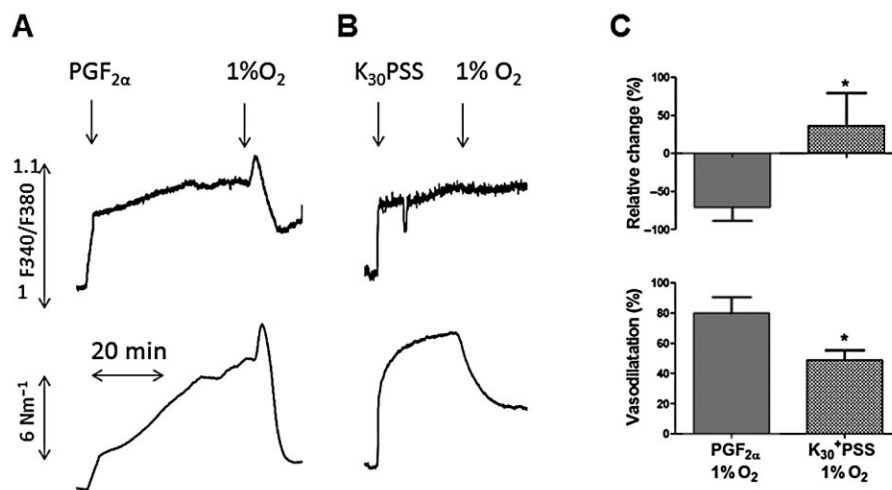 A
B
C
PGF2α
1%O2
K30PSS
1% O2
1 F340/F380 1.1
20 min
6 Nm⁻¹
Relative change (%)
100
50
0
−50
−100
*
Vasodilatation (%)
100
80
60
40
20
0
*
PGF2α
1% O2
K30⁺PSS
1% O2